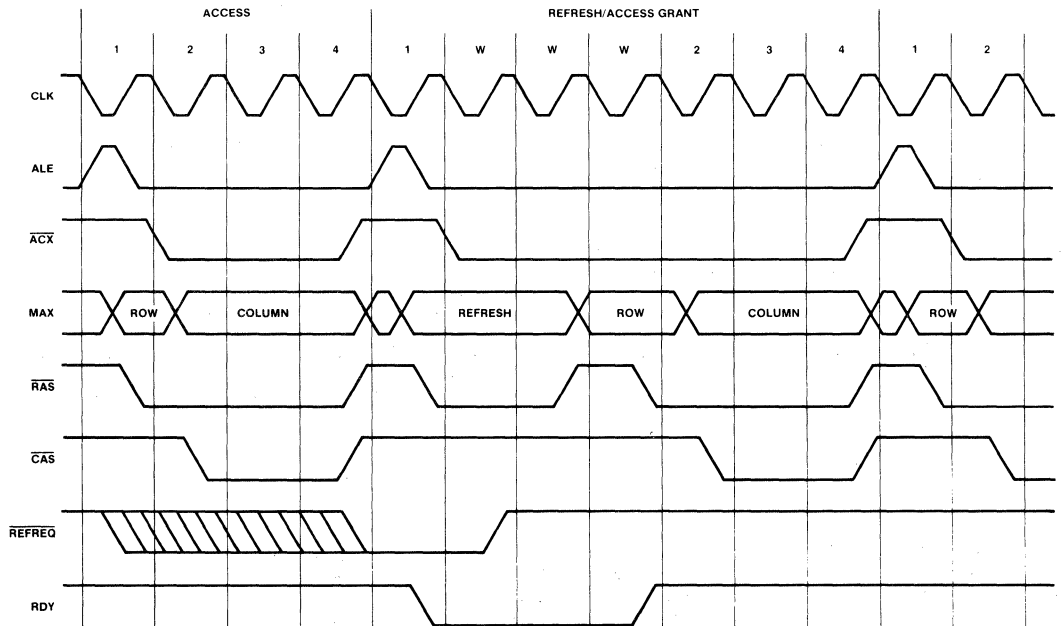 ACCESS REFRESH/ACCESS GRANT
1 2 3 4 1 W W W 2 3 4 1 2
CLK
ALE
ACX
MAX ROW COLUMN REFRESH ROW COLUMN ROW
RAS
CAS
REFREQ
RDY